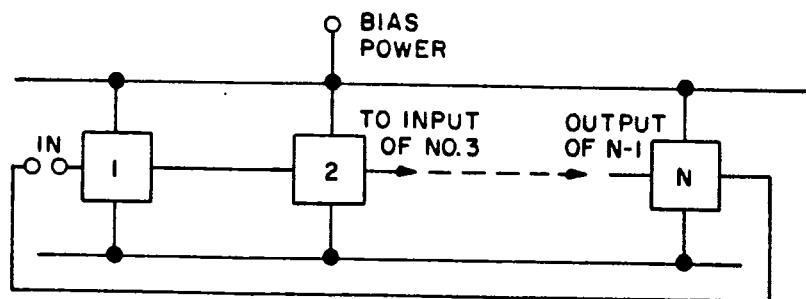 BIAS
POWER
IN
TO INPUT
OF NO.3
OUTPUT
OF N-1
1
2
N